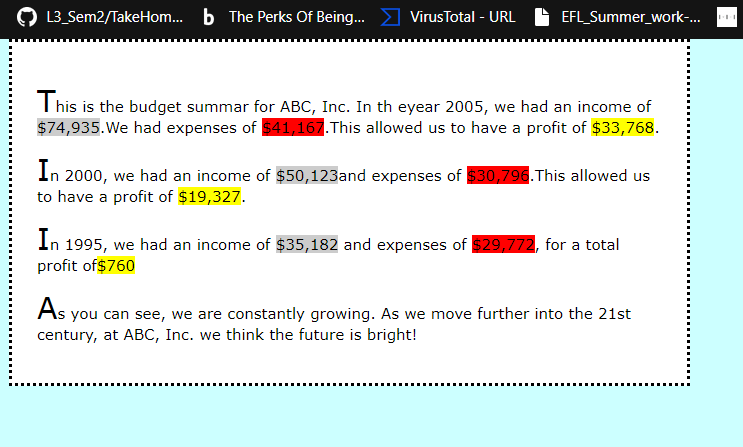 L3_Sem2/TakeHom... The Perks Of Being... VirusTotal - URL EFL_Summer_work-...
This is the budget summar for ABC, Inc. In th eyear 2005, we had an income of
$74,935.We had expenses of $41,167.This allowed us to have a profit of $33,768.
In 2000, we had an income of $50,123and expenses of $30,796.This allowed us
to have a profit of $19,327.
In 1995, we had an income of $35,182 and expenses of $29,772, for a total
profit of$760
As you can see, we are constantly growing. As we move further into the 21st
century, at ABC, Inc. we think the future is bright!